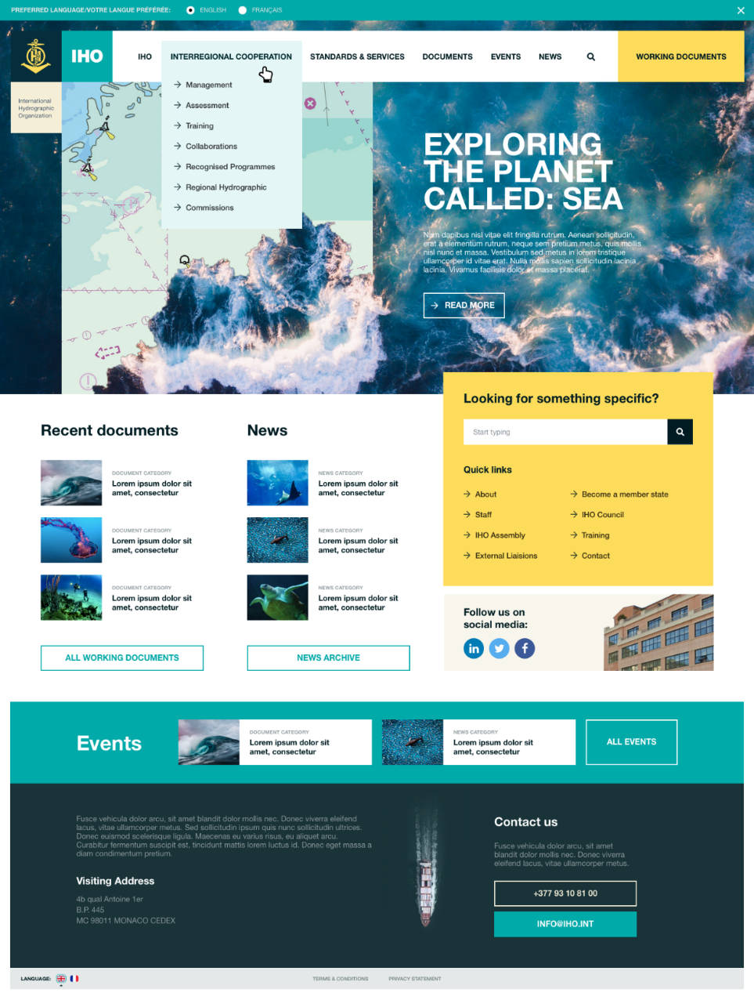 PREFERRED LANGUAGE/VOTRE LANGUE PRÉFÉRÉE: ENGLISH FRANÇAIS
IHO
IHO INTERREGIONAL COOPERATION STANDARDS & SERVICES DOCUMENTS EVENTS NEWS WORKING DOCUMENTS
International
Hydrographic
Organization
Management
Assessment
Training
Collaborations
Recognised Programmes
Regional Hydrographic
Commissions
EXPLORING
THE PLANET
CALLED: SEA
Nam dapibus nisl vitae elit fringilla rutrum. Aenean sollicitudin,
erat a elementum rutrum, neque sem pretium metus, quis mollis
nisl nunc et massa. Vestibulum sed metus in lorem tristique
ullamcorper id vitae erat. Nulla mollis sapien sollicitudin lacinia
lacinia. Vivamus facilisis dolor et massa placerat.
READ MORE
Recent documents
DOCUMENT CATEGORY
Lorem ipsum dolor sit
amet, consectetur
DOCUMENT CATEGORY
Lorem ipsum dolor sit
amet, consectetur
DOCUMENT CATEGORY
Lorem ipsum dolor sit
amet, consectetur
ALL WORKING DOCUMENTS
News
NEWS CATEGORY
Lorem ipsum dolor sit
amet, consectetur
NEWS CATEGORY
Lorem ipsum dolor sit
amet, consectetur
NEWS CATEGORY
Lorem ipsum dolor sit
amet, consectetur
NEWS ARCHIVE
Looking for something specific?
Start typing
Quick links
About
Staff
IHO Assembly
External Liaisions
Become a member state
IHO Council
Training
Contact
Follow us on
social media:
Events
DOCUMENT CATEGORY
Lorem ipsum dolor sit
amet, consectetur
NEWS CATEGORY
Lorem ipsum dolor sit
amet, consectetur
ALL EVENTS
Fusce vehicula dolor arcu, sit amet blandit dolor mollis nec. Donec viverra eleifend
lacus, vitae ullamcorper metus. Sed sollicitudin ipsum quis nunc sollicitudin ultrices.
Donec euismod scelerisque ligula. Maecenas eu varius risus, eu aliquet arcu.
Curabitur fermentum suscipit est, tincidunt mattis lorem luctus id. Donec eget massa a
diam condimentum pretium.
Visiting Address
4b qual Antoine 1er
B.P. 445
MC 98011 MONACO CEDEX
Contact us
Fusce vehicula dolor arcu, sit amet
blandit dolor mollis nec. Donec viverra
eleifend lacus, vitae ullamcorper metus.
+377 93 10 81 00
INFO@IHO.INT
LANGUAGE: TERMS & CONDITIONS PRIVACY STATEMENT